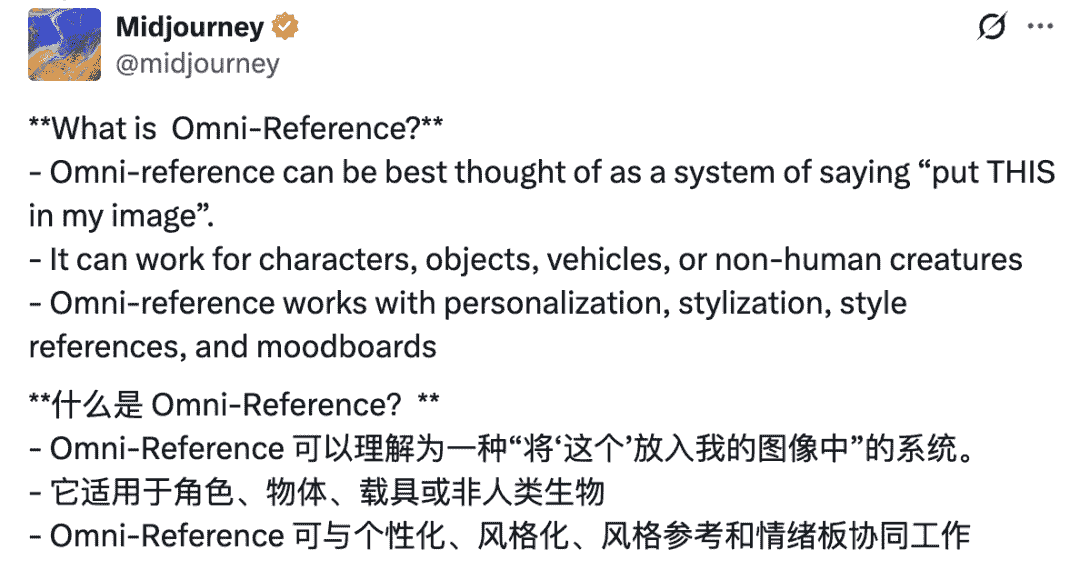 Midjourney
@midjourney
**What is  Omni-Reference?**
- Omni-reference can be best thought of as a system of saying “put THIS
in my image”.
- It can work for characters, objects, vehicles, or non-human creatures
- Omni-reference works with personalization, stylization, style
references, and moodboards
**什么是 Omni-Reference？ **
- Omni-Reference 可以理解为一种“将‘这个’放入我的图像中”的系统。
- 它适用于角色、物体、载具或非人类生物
- Omni-Reference 可与个性化、风格化、风格参考和情绪板协同工作